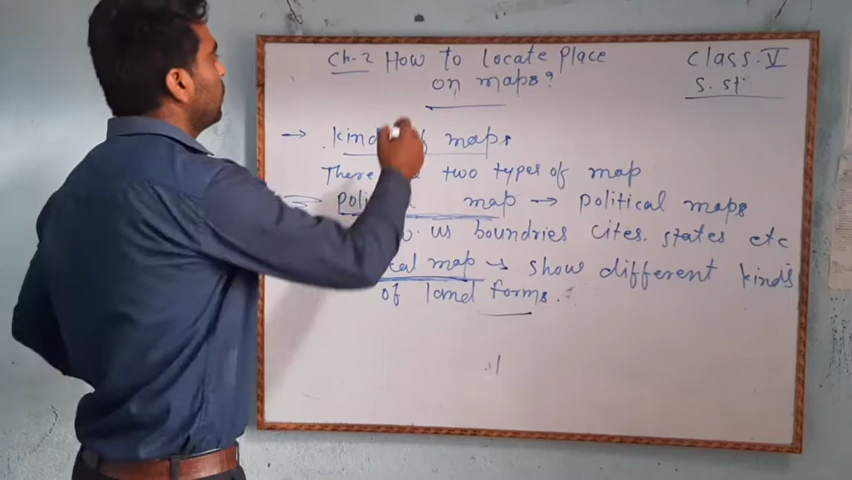 Ch-2 How to Locate Place
on maps?
Class-V
S.st
→ kind of maps
There two types of map
map → political maps
us boundries cites. states etc
map → show different kinds
of land forms.